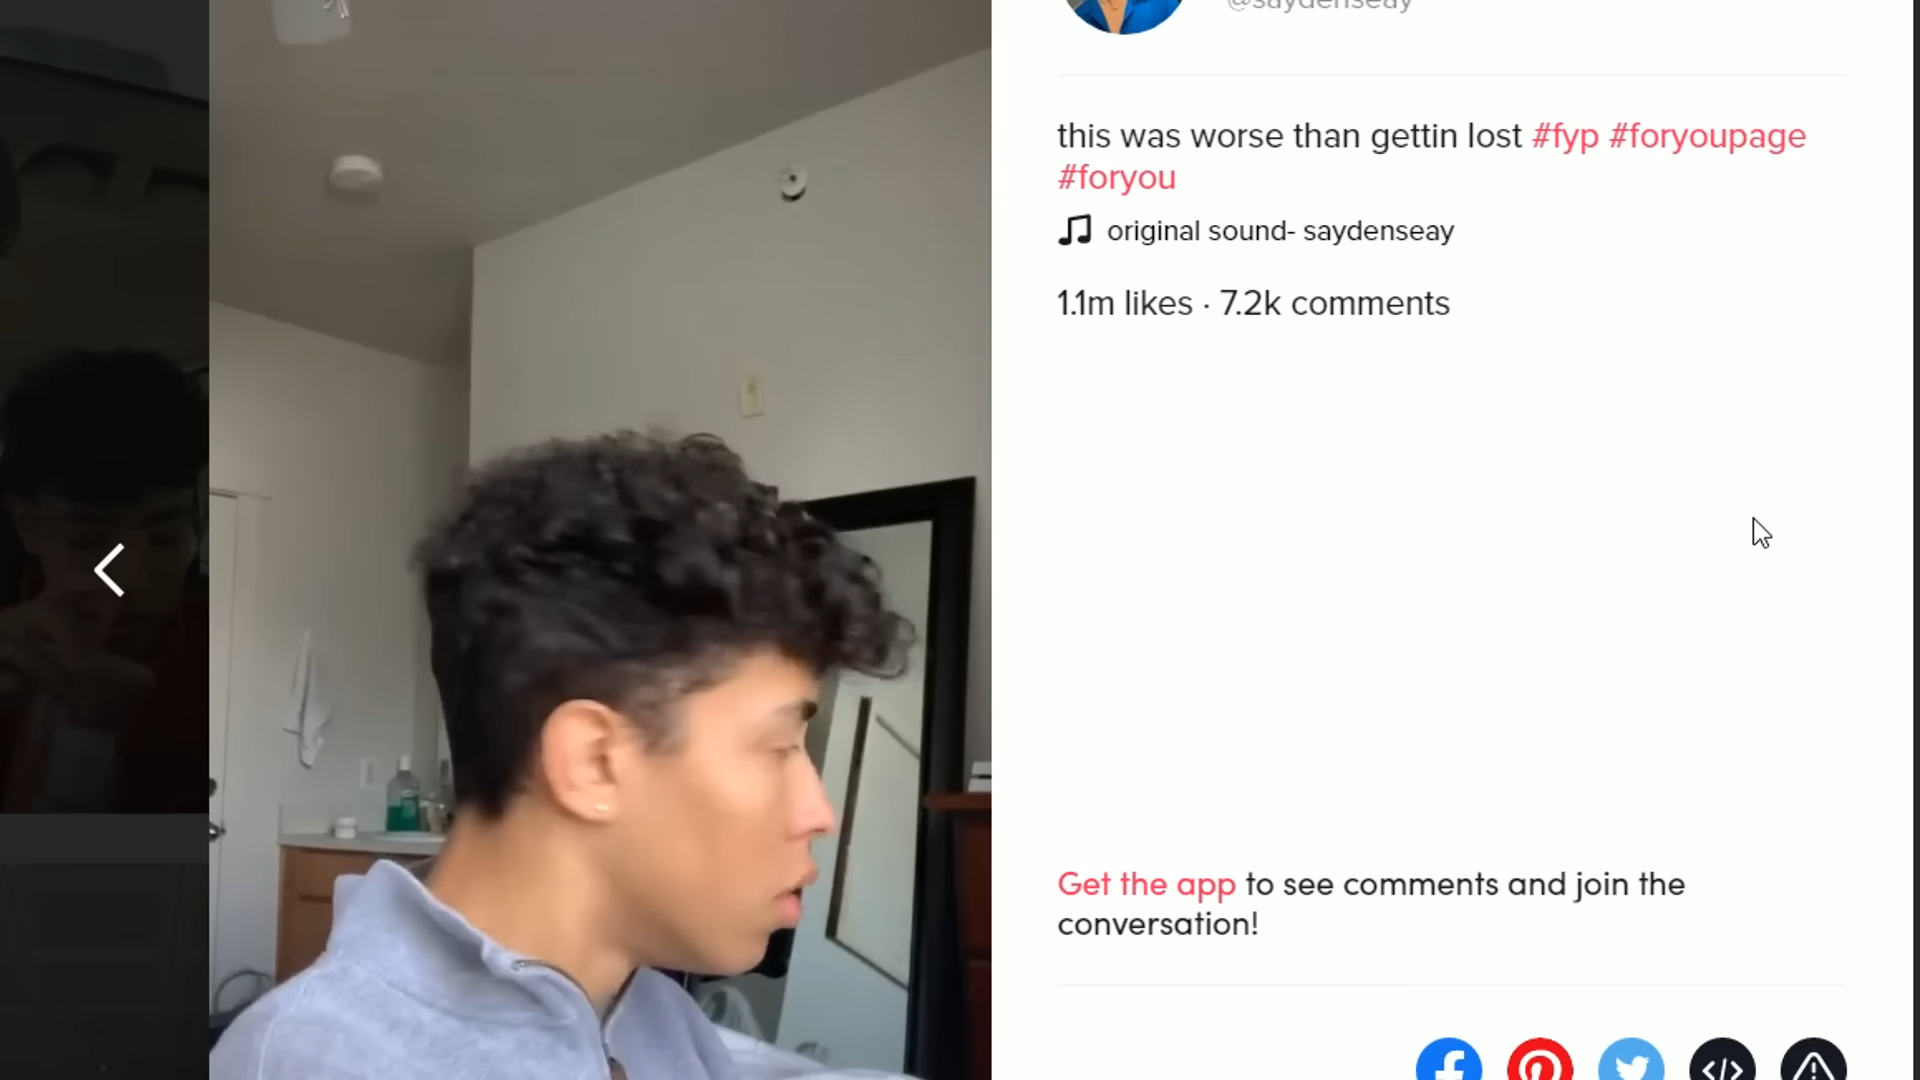 @saydenseay
this was worse than gettin lost #fyp #foryoupage
#foryou
original sound- saydenseay
1.1m likes · 7.2k comments
Get the app to see comments and join the
conversation!